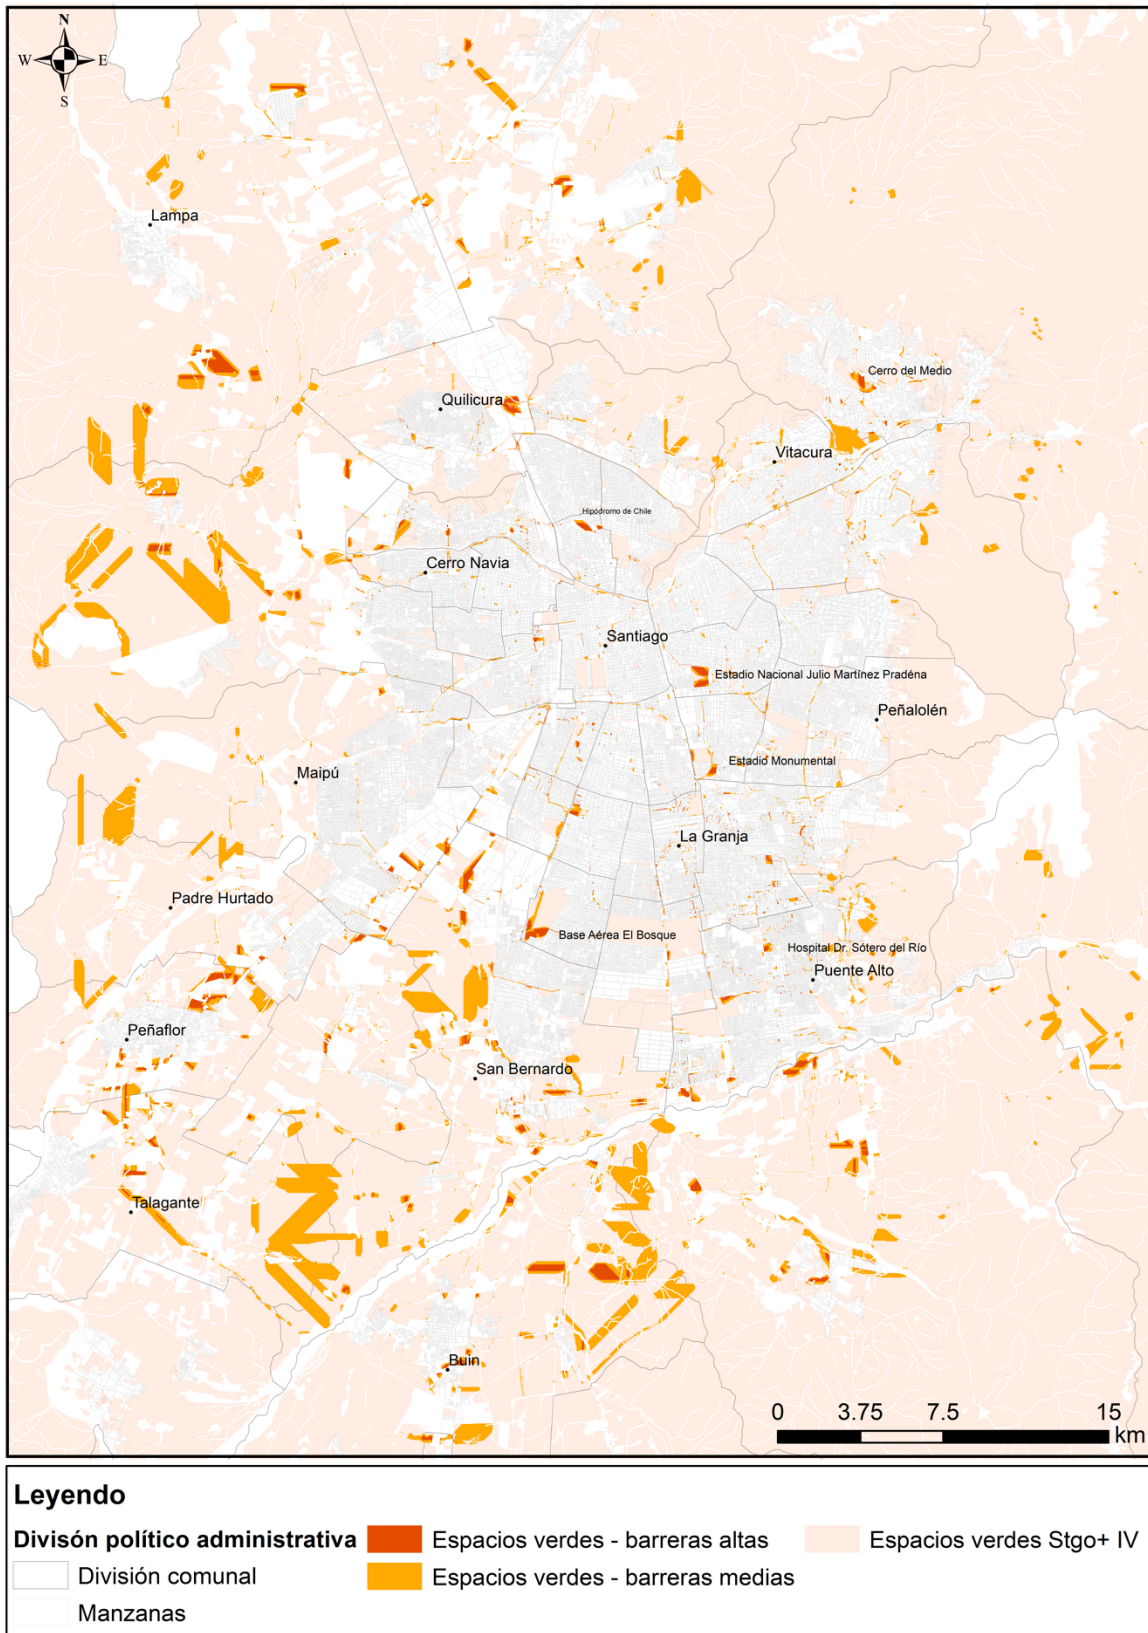 N
W E
S
Lampa
Cerro del Medio
Quilicura
Vitacura
Hipódromo de Chile
Cerro Navia
Santiago
Estadio Nacional Julio Martínez Pradéna
Peñalolén
Estadio Monumental
Maipú
La Granja
Padre Hurtado
Base Aérea El Bosque
Hospital Dr. Sótero del Río
Puente Alto
Peñaflor
San Bernardo
Talagante
Buin
0 3.75 7.5 15
km
Leyendo
Divisón político administrativa
División comunal
Manzanas
Espacios verdes - barreras altas
Espacios verdes - barreras medias
Espacios verdes Stgo+ IV